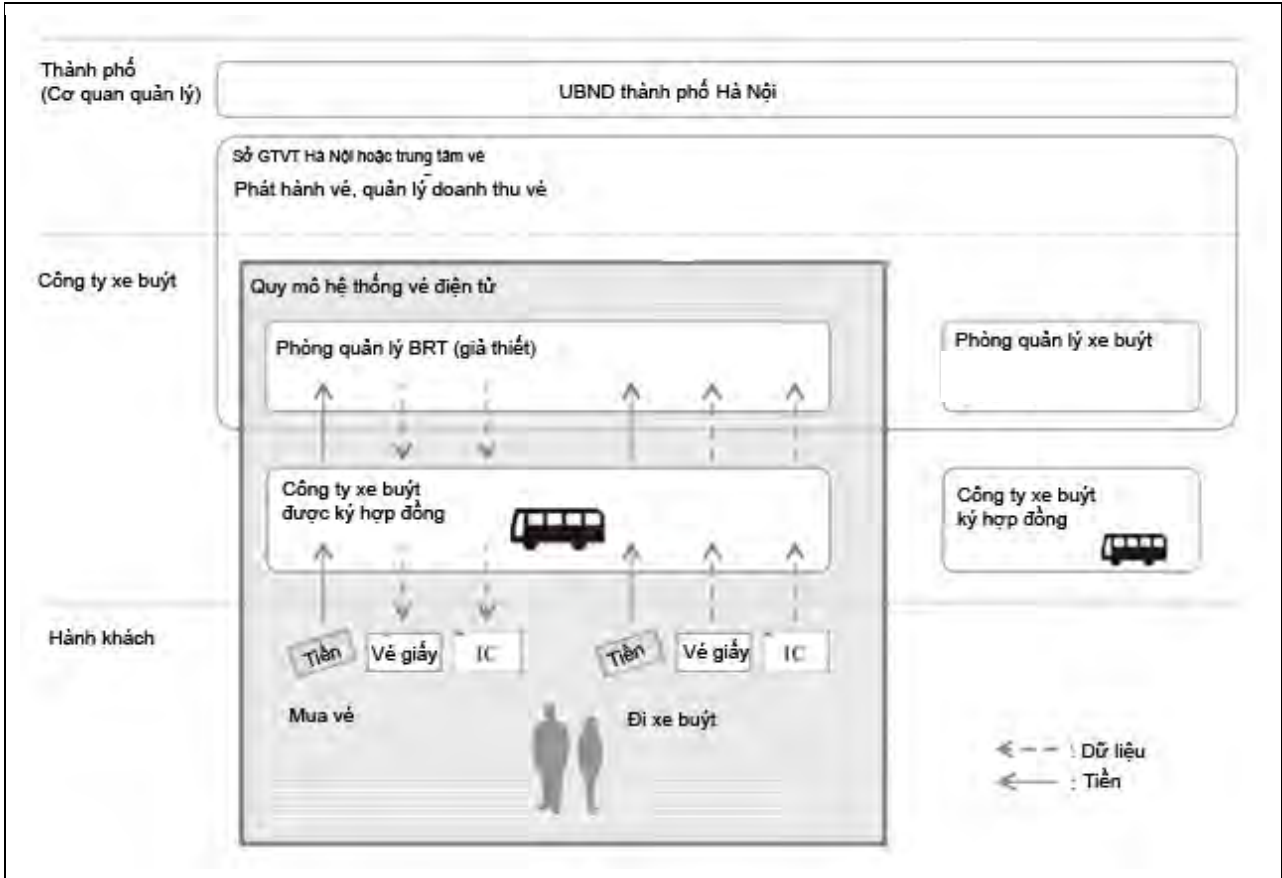 Thành phố
(Cơ quan quản lý)
UBND thành phố Hà Nội
Sở GTVT Hà Nội hoặc trung tâm vé
Phát hành vé, quản lý doanh thu vé
Công ty xe buýt
Quy mô hệ thống vé điện tử
Phòng quản lý BRT (giả thiết)
Phòng quản lý xe buýt
Công ty xe buýt
được ký hợp đồng
Công ty xe buýt
ký hợp đồng
Hành khách
Tiền Vé giấy IC Tiền Vé giấy IC
Mua vé
Đi xe buýt
: Dữ liệu
: Tiền